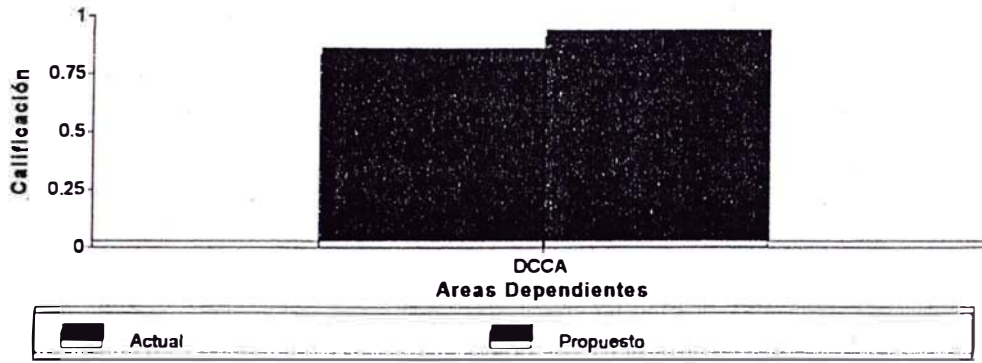 1
0.75
0.5
0.25
0
Calificación
DCCA
Areas Dependientes
Actual
Propuesto